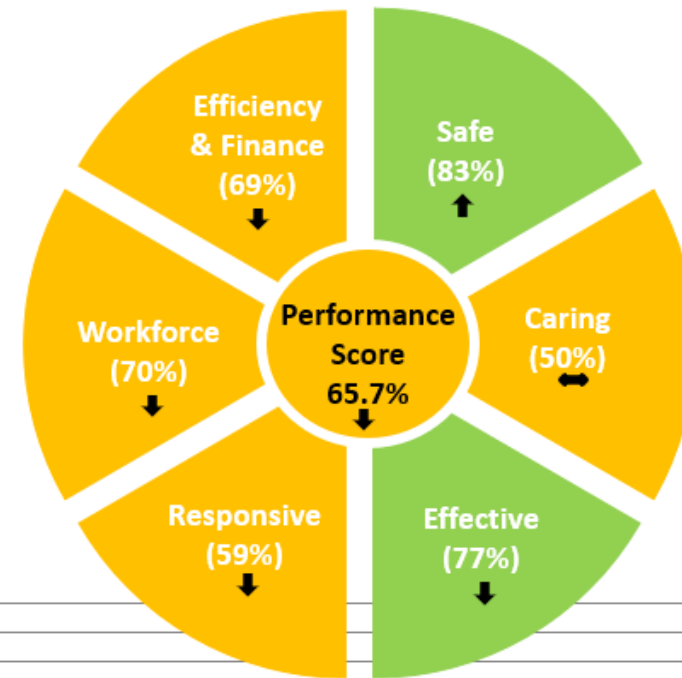 Efficiency
& Finance
(69%)
Safe
(83%)
Workforce
(70%)
Performance
Score
65.7%
Caring
(50%)
Responsive
(59%)
Effective
(77%)